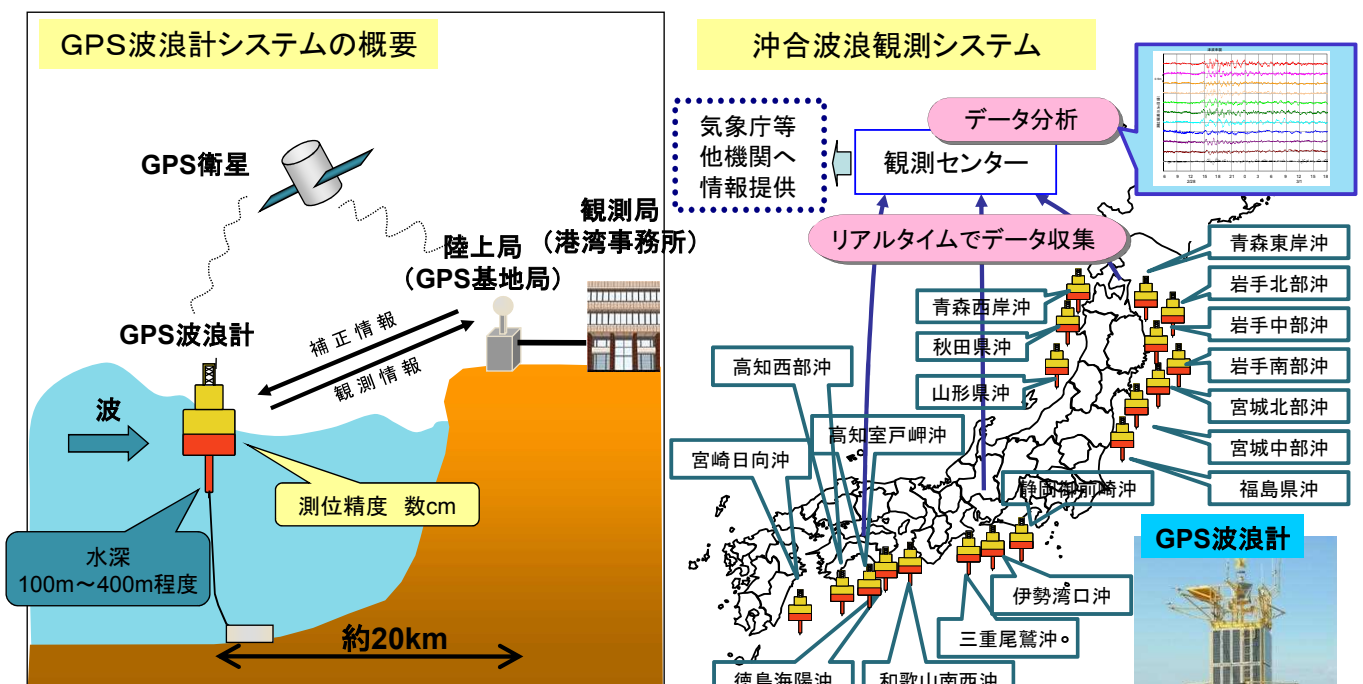 GPS波浪計システムの概要
GPS衛星
観測局
（港湾事務所）
陸上局
（GPS基地局）
GPS波浪計
補正情報
観測情報
波
測位精度 数cm
水深
100m～400m程度
約20km
沖合波浪観測システム
気象庁等
他機関へ
情報提供
データ分析
観測センター
リアルタイムでデータ収集
青森東岸沖
岩手北部沖
青森西岸沖
岩手中部沖
秋田県沖
岩手南部沖
高知西部沖
山形県沖
宮城北部沖
高知室戸岬沖
宮城中部沖
宮崎日向沖
静岡御前崎沖
福島県沖
GPS波浪計
伊勢湾口沖
三重尾鷲沖
徳島海陽沖
和歌山南西沖